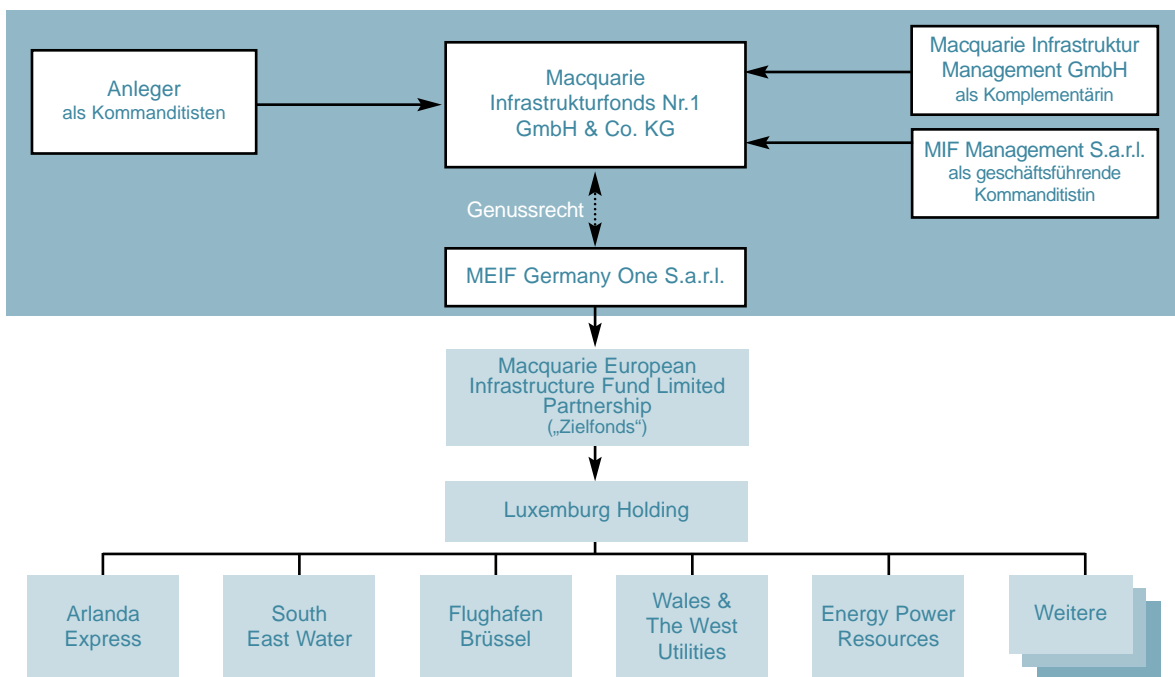 Anleger
als Kommanditisten
Macquarie
Infrastrukturfonds Nr.1
GmbH & Co. KG
Macquarie Infrastruktur
Management GmbH
als Komplementärin
MIF Management S.a.r.l.
als geschäftsführende
Kommanditistin
Genussrecht
MEIF Germany One S.a.r.l.
Macquarie European
Infrastructure Fund Limited
Partnership
(„Zielfonds“)
Luxemburg Holding
Arlanda
Express
South
East Water
Flughafen
Brüssel
Wales &
The West
Utilities
Energy Power
Resources
Weitere